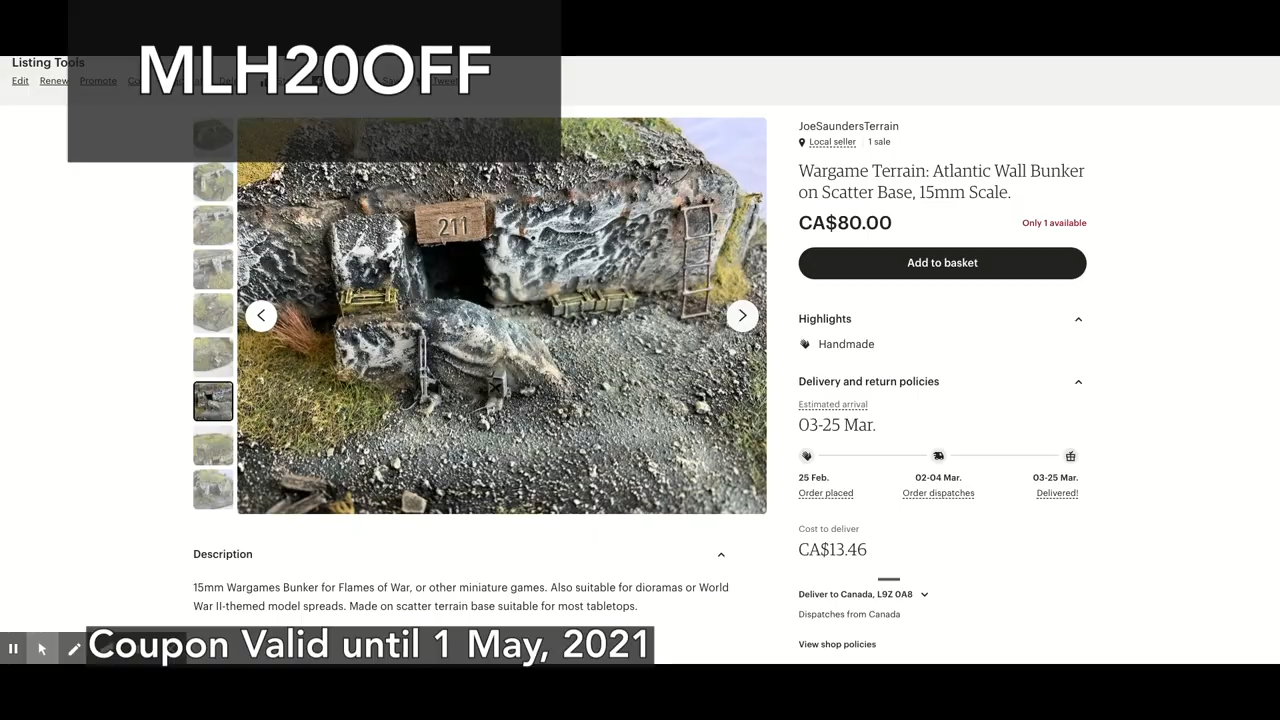 MLH20OFF
Listing Tools
Edit Renew Promote
JoeSaundersTerrain
Local seller 1 sale
Wargame Terrain: Atlantic Wall Bunker
on Scatter Base, 15mm Scale.
CA$80.00 Only 1 available
Add to basket
211
Highlights
Handmade
Delivery and return policies
Estimated arrival
03-25 Mar.
25 Feb. 02-04 Mar. 03-25 Mar.
Order placed Order dispatches Delivered!
Cost to deliver
CA$13.46
Deliver to Canada, L9Z 0A8
Dispatches from Canada
View shop policies
Description
15mm Wargames Bunker for Flames of War, or other miniature games. Also suitable for dioramas or World
War II-themed model spreads. Made on scatter terrain base suitable for most tabletops.
Coupon Valid until 1 May, 2021